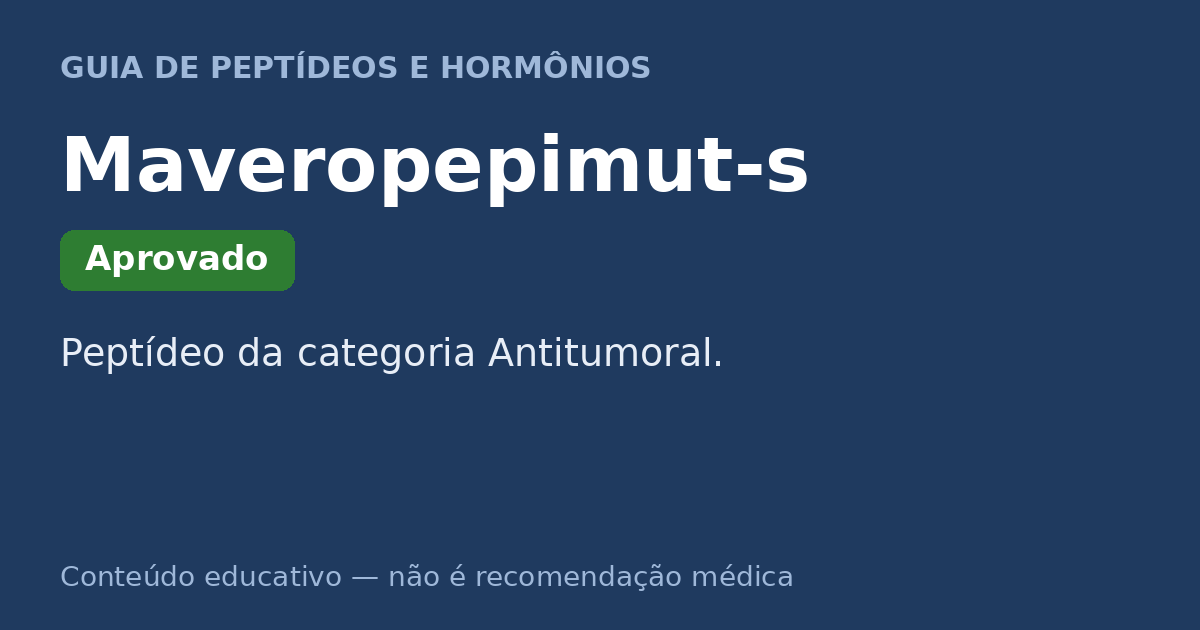 GUIA DE PEPTÍDEOS E HORMÔNIOS
Maveropepimut-s
Aprovado
Peptídeo da categoria Antitumoral.
Conteúdo educativo — não é recomendação médica